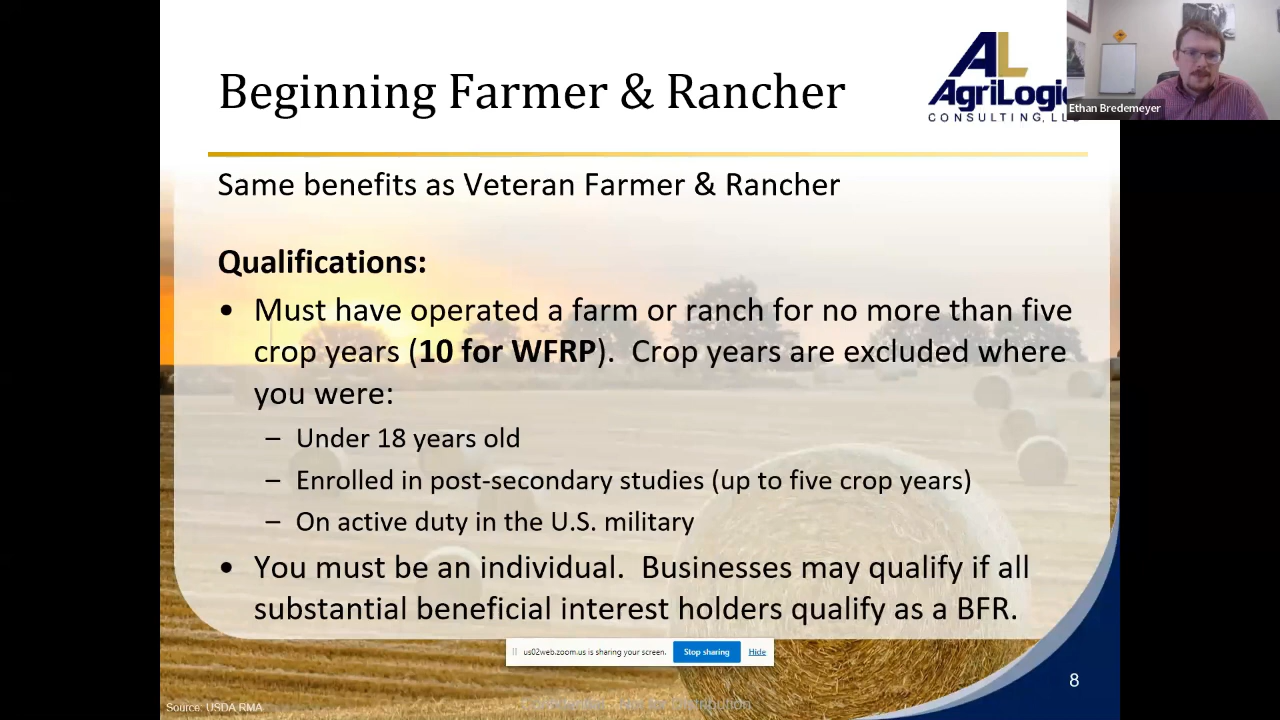 Beginning Farmer & Rancher
AL
AgriLogic
CONSULTING, LL
Ethan Bredemeyer
Same benefits as Veteran Farmer & Rancher
Qualifications:
• Must have operated a farm or ranch for no more than five
crop years (10 for WFRP).  Crop years are excluded where
you were:
– Under 18 years old
– Enrolled in post-secondary studies (up to five crop years)
– On active duty in the U.S. military
• You must be an individual.  Businesses may qualify if all
substantial beneficial interest holders qualify as a BFR.
us02web.zoom.us is sharing your screen.  Stop sharing  Hide
8
Source: USDA RMA
Distribution